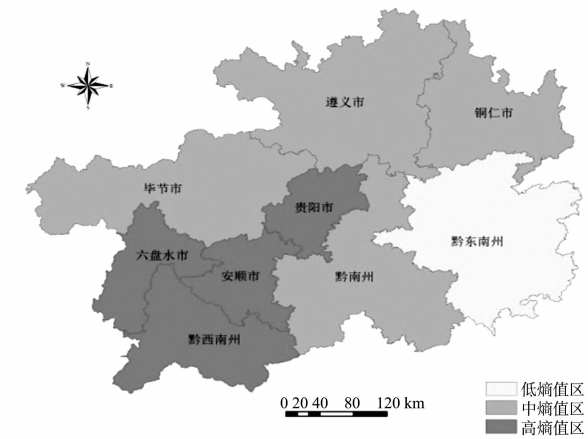 N
W E
S
遵义市
铜仁市
毕节市
贵阳市
黔东南州
六盘水市
安顺市
黔南州
黔西南州
低熵值区
0 20 40 80 120 km
中熵值区
高熵值区